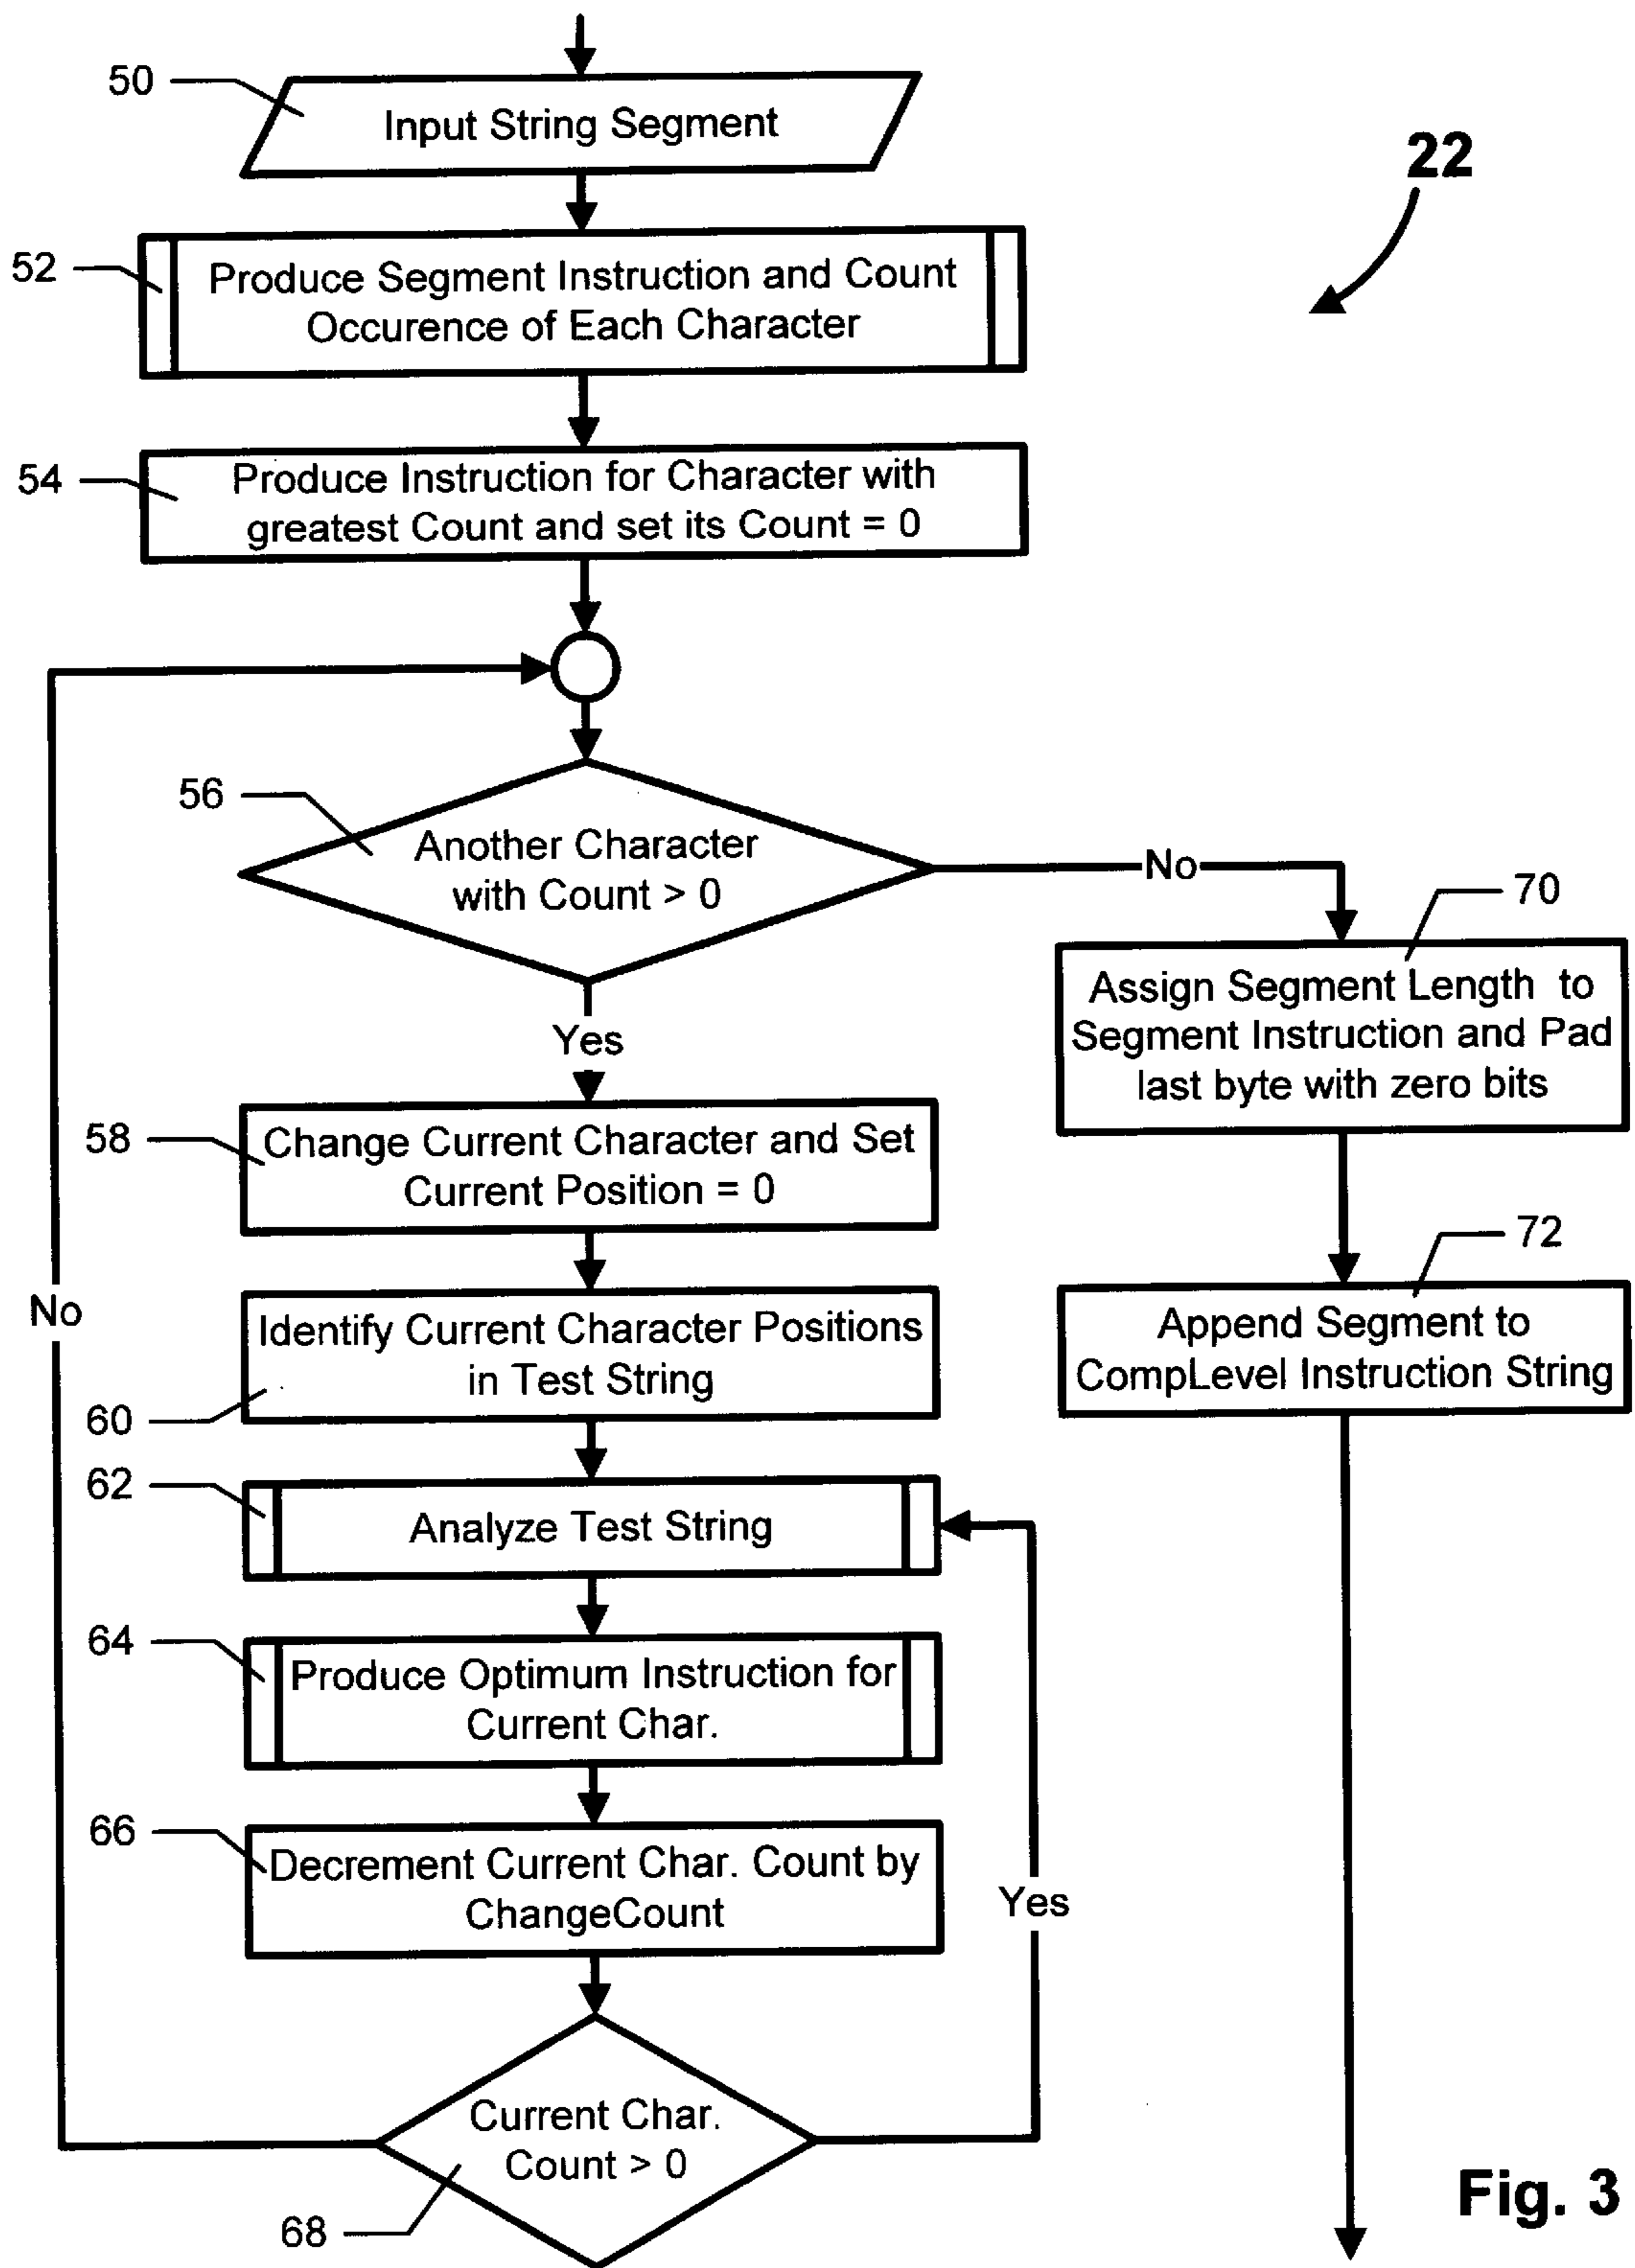 50
Input String Segment
22
52
Produce Segment Instruction and Count
Occurence of Each Character
54
Produce Instruction for Character with
greatest Count and set its Count = 0
56
Another Character
with Count > 0
No
70
Assign Segment Length to
Segment Instruction and Pad
last byte with zero bits
Yes
58
Change Current Character and Set
Current Position = 0
72
Append Segment to
CompLevel Instruction String
No
Identify Current Character Positions
in Test String
60
62
Analyze Test String
64
Produce Optimum Instruction for
Current Char.
66
Decrement Current Char. Count by
ChangeCount
Yes
Current Char.
Count > 0
68
Fig. 3